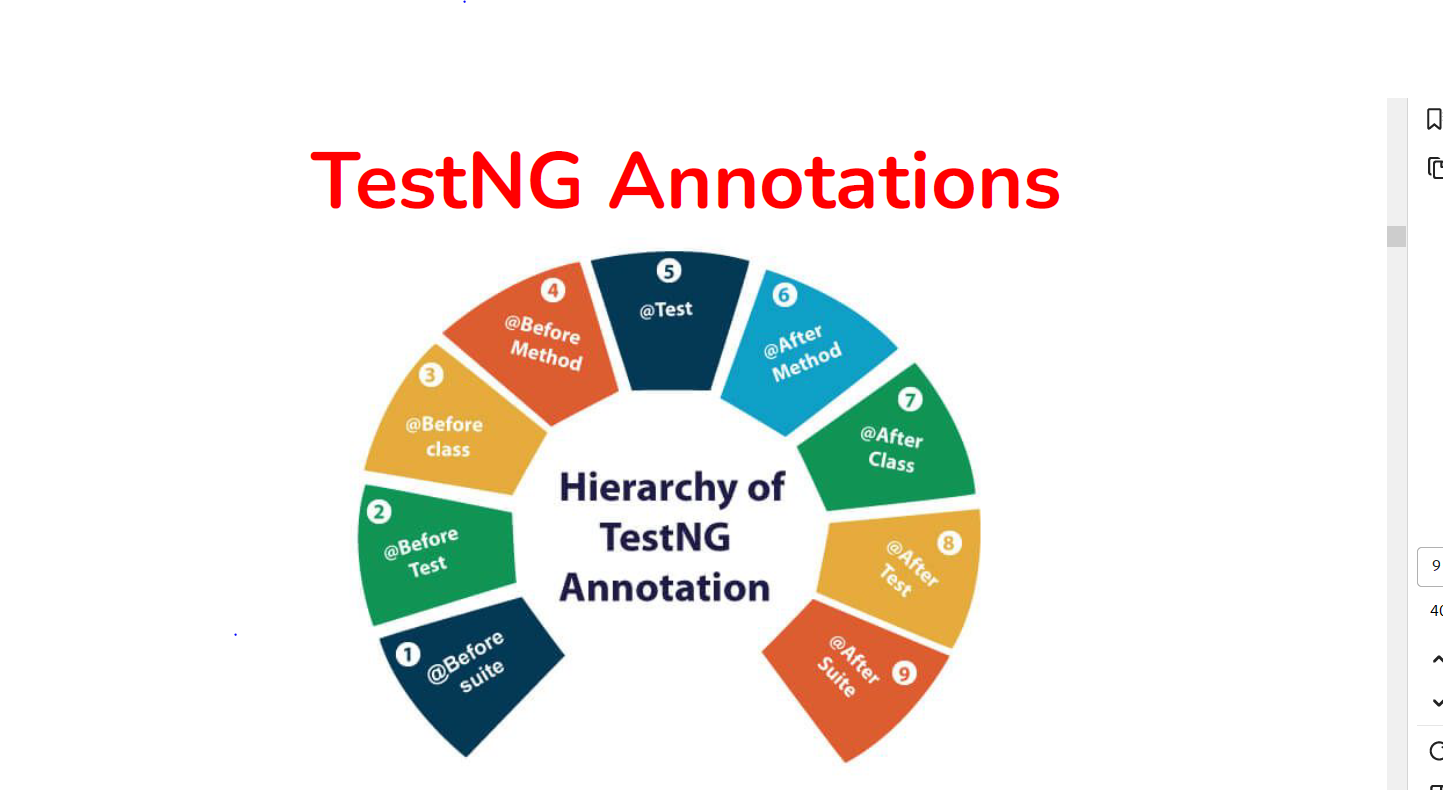 TestNG Annotations
1
@Before
suite
2
@Before
Test
3
@Before
class
4
@Before
Method
5
@Test
6
@After
Method
7
@After
Class
8
@After
Test
9
@After
Suite
Hierarchy of
TestNG
Annotation
9